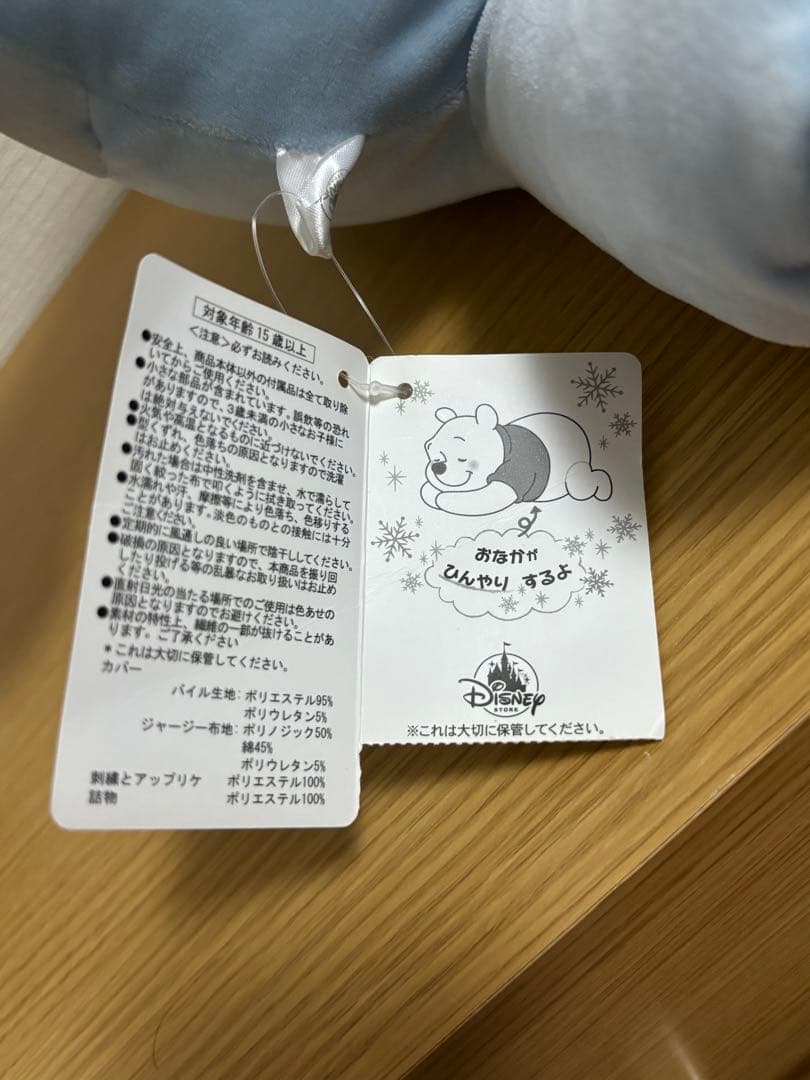 対象年齢15歳以上
<注意>必ずお読みください。
●安全上、商品本体以外の付属品は全て取り除
いてからご使用ください。
●小さな部品が含まれています。誤飲等の恐れ
がありますので、3歳未満の小さなお子様に
は絶対与えないでください。
●火気や高温となるものに近づけないでください。
●型くずれ、色落ちの原因となりますので洗濯
はお止めください。
●汚れた場合は中性洗剤を含ませ、水で濡らして
固く絞った布で叩くように拭き取ってください。
●水濡れや汗、摩擦等により色落ち、色移りする
ことがあります。淡色のものとの接触には十分
ご注意ください。
●定期的に風通しの良い場所で陰干ししてください。
●破損の原因となりますので、本商品を振り回
したり投げる等の乱暴なお取り扱いはお止め
ください。
●直射日光の当たる場所でのご使用は色あせの
原因となりますのでお避けください。
●素材の特性上、繊維の一部が抜けることがあ
ります。ご了承ください
*これは大切に保管してください。
カバー
パイル生地：ポリエステル95%
ポリウレタン5%
ジャージー布地：ポリノジック50%
綿45%
ポリウレタン5%
刺繍とアップリケ ポリエステル100%
詰物 ポリエステル100%
おなかが
ひんやり するよ
Disney
STORE
※これは大切に保管してください。